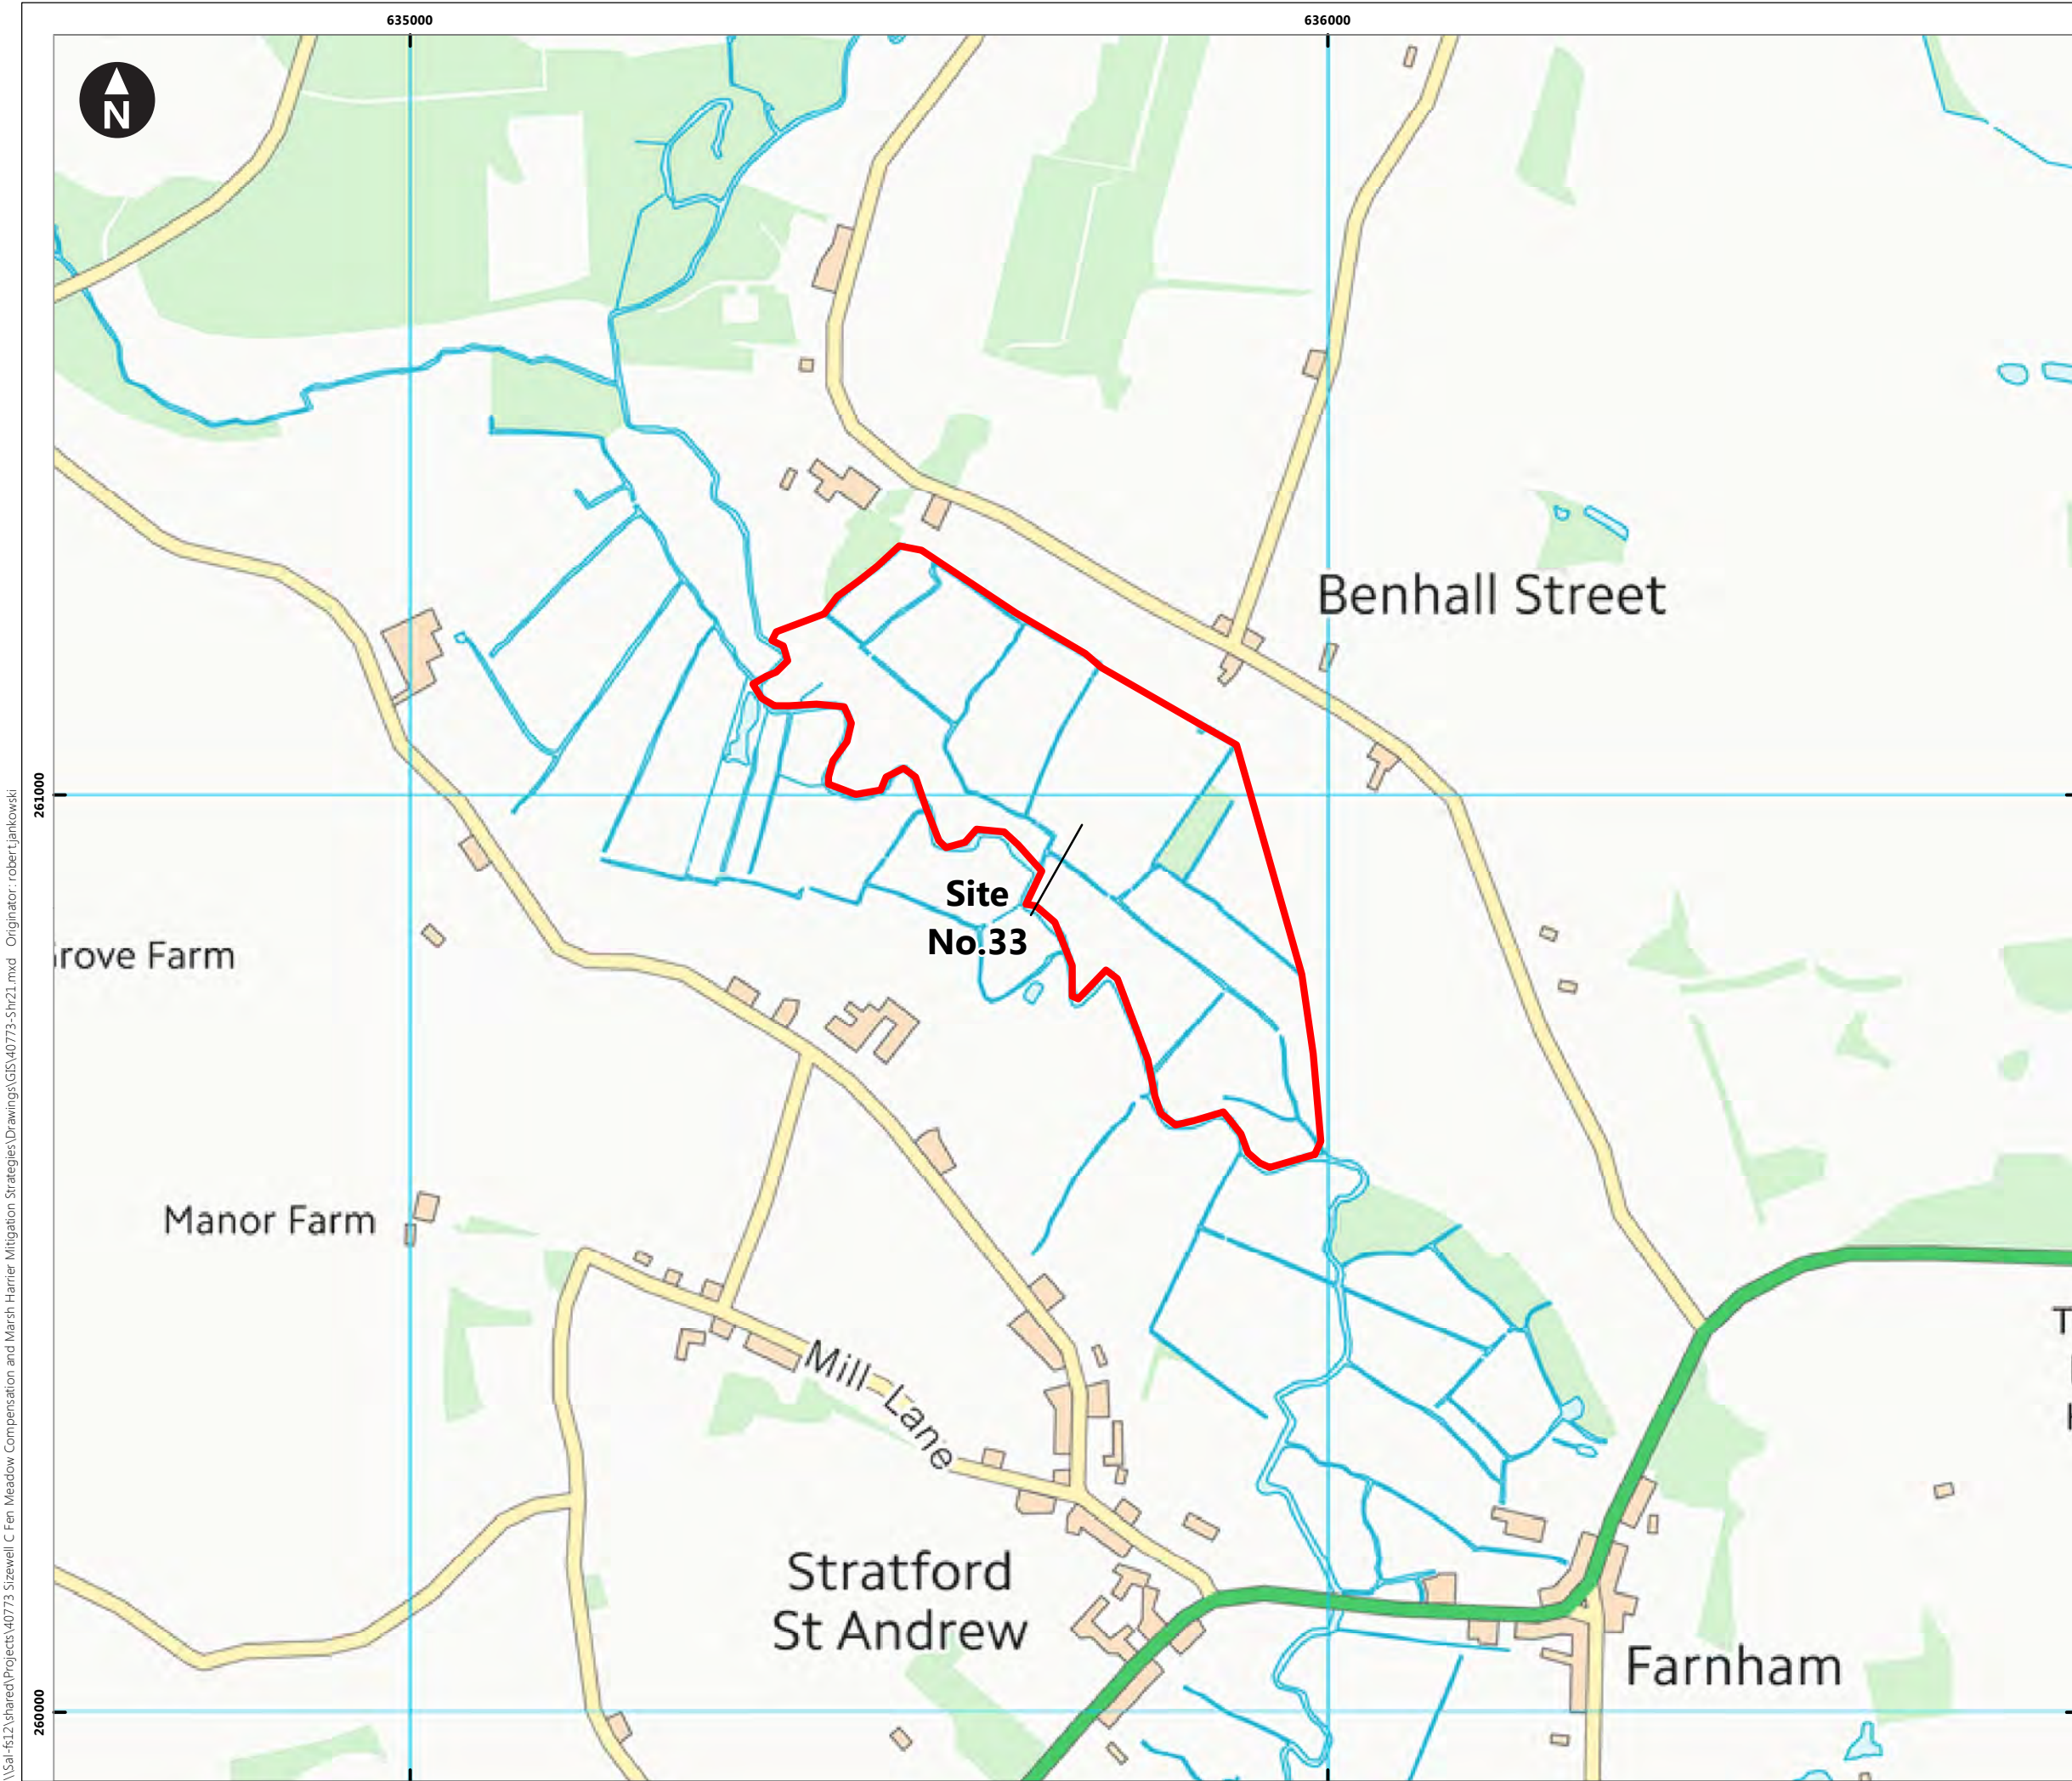 635000
636000
N
Benhall Street
261000
Site
No.33
rove Farm
Manor Farm
Mill Lane
Stratford
St Andrew
Farnham
260000
\\Sal-fs12\shared\Projects\40773 Sizewell C Fen Meadow Compensation and Marsh Harrier Mitigation Strategies\Drawings\GIS\40773-Shr21.mxd Originator: robert.jankowski